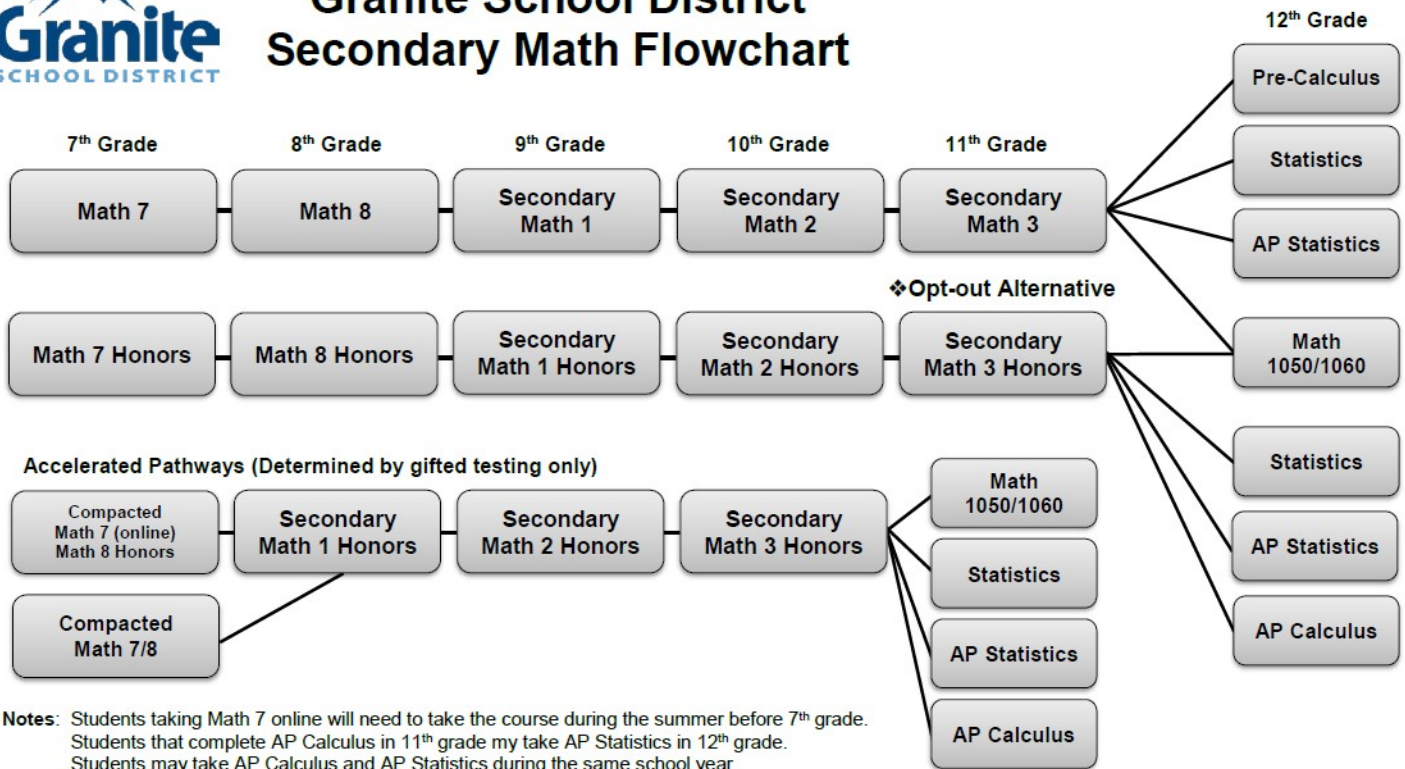 Granite School District
Secondary Math Flowchart
Granite
SCHOOL DISTRICT
12th Grade
Pre-Calculus
Statistics
AP Statistics
Math
1050/1060
Statistics
AP Statistics
AP Calculus
7th Grade
8th Grade
9th Grade
10th Grade
11th Grade
Math 7
Math 8
Secondary
Math 1
Secondary
Math 2
Secondary
Math 3
❖Opt-out Alternative
Math 7 Honors
Math 8 Honors
Secondary
Math 1 Honors
Secondary
Math 2 Honors
Secondary
Math 3 Honors
Accelerated Pathways (Determined by gifted testing only)
Compacted
Math 7 (online)
Math 8 Honors
Secondary
Math 1 Honors
Secondary
Math 2 Honors
Secondary
Math 3 Honors
Math
1050/1060
Statistics
AP Statistics
AP Calculus
Compacted
Math 7/8
Notes: Students taking Math 7 online will need to take the course during the summer before 7th grade.
Students that complete AP Calculus in 11th grade my take AP Statistics in 12th grade.
Students may take AP Calculus and AP Statistics during the same school year